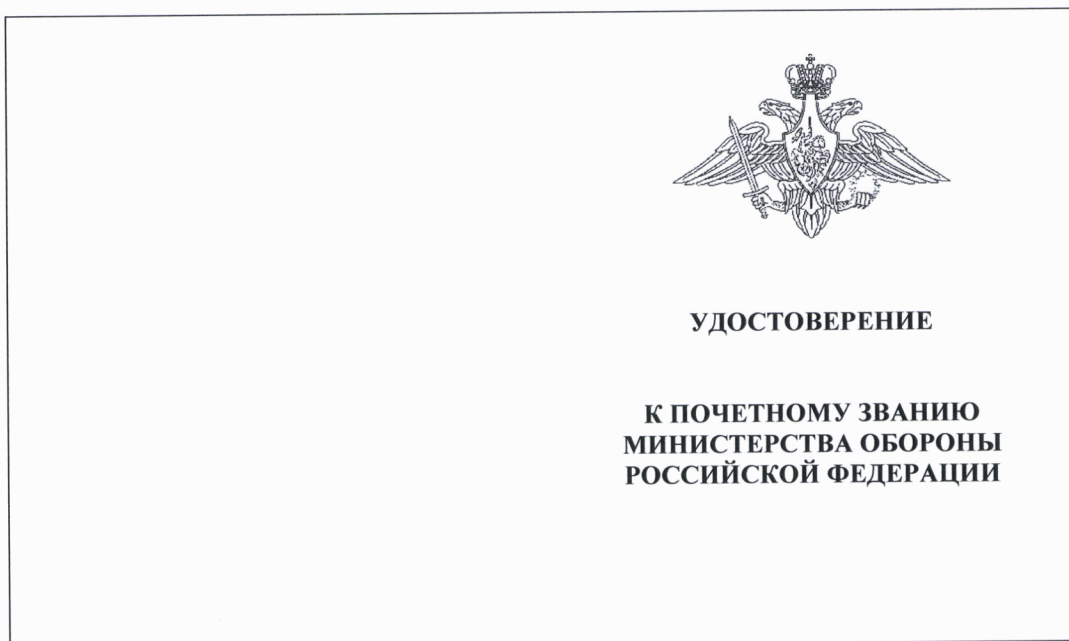 УДОСТОВЕРЕНИЕ
К ПОЧЕТНОМУ ЗВАНИЮ
МИНИСТЕРСТВА ОБОРОНЫ
РОССИЙСКОЙ ФЕДЕРАЦИИ